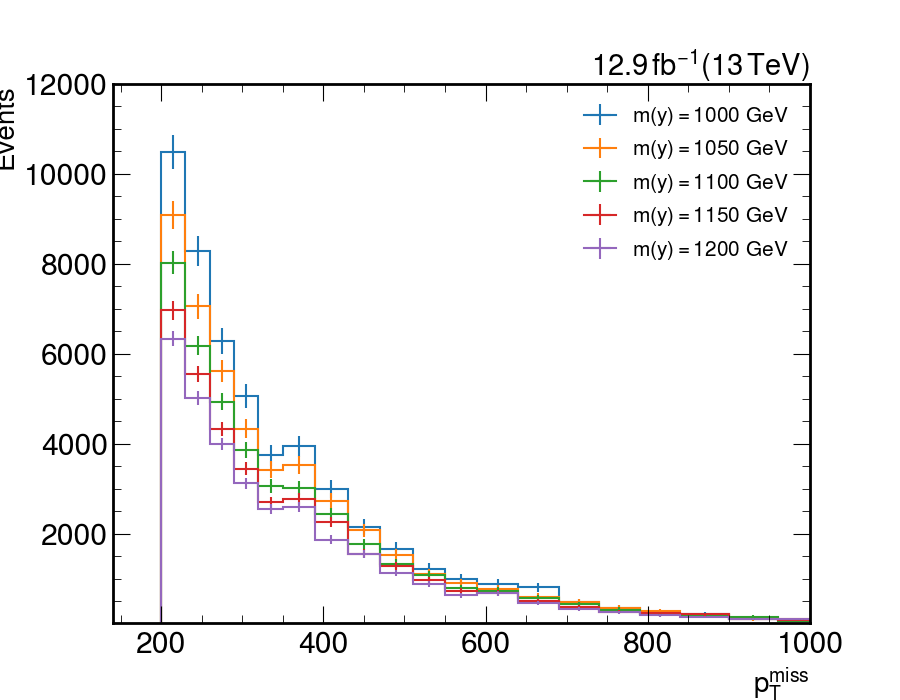 12.9 fb⁻¹ (13 TeV)
Events
12000
10000
8000
6000
4000
2000
m(y) = 1000 GeV
m(y) = 1050 GeV
m(y) = 1100 GeV
m(y) = 1150 GeV
m(y) = 1200 GeV
200 400 600 800 1000
p_T^miss